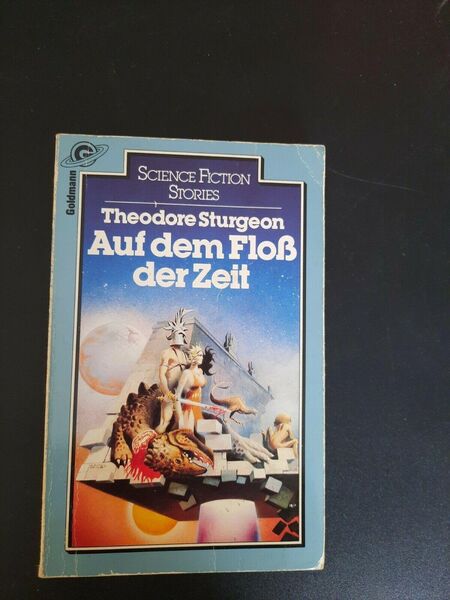 Goldmann
SCIENCE FICTION
STORIES
Theodore Sturgeon
Auf dem Floß
der Zeit